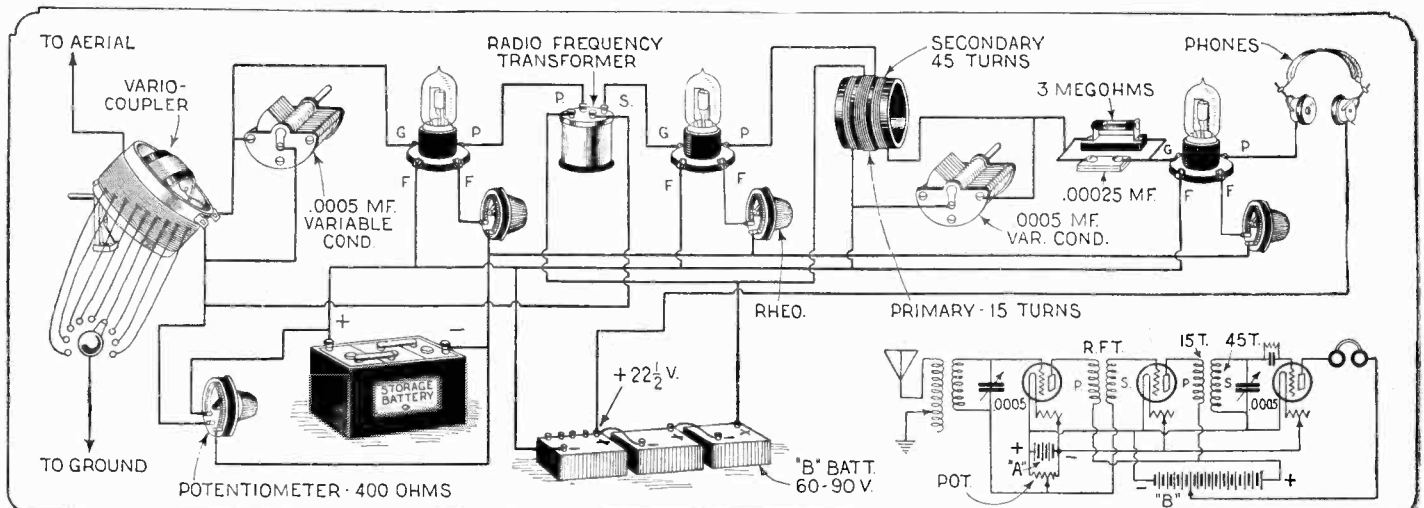 TO AERIAL
VARIO-
COUPLER
.0005 MF.
VARIABLE
COND.
G
P
F
F
RADIO FREQUENCY
TRANSFORMER
P.
S.
G
P
F
F
RHEO.
SECONDARY
45 TURNS
PRIMARY - 15 TURNS
.0005 MF.
VAR. COND.
3 MEGOHMS
.00025 MF.
G
P
F
F
PHONES
TO GROUND
POTENTIOMETER - 400 OHMS
+
-
STORAGE
BATTERY
+22 1/2 V.
"B" BATT.
60-90 V.
.0005
R.F.T.
P.
S.
15 T.
45 T.
P
S
.0005
+
"A"
-
POT.
-
"B"
+